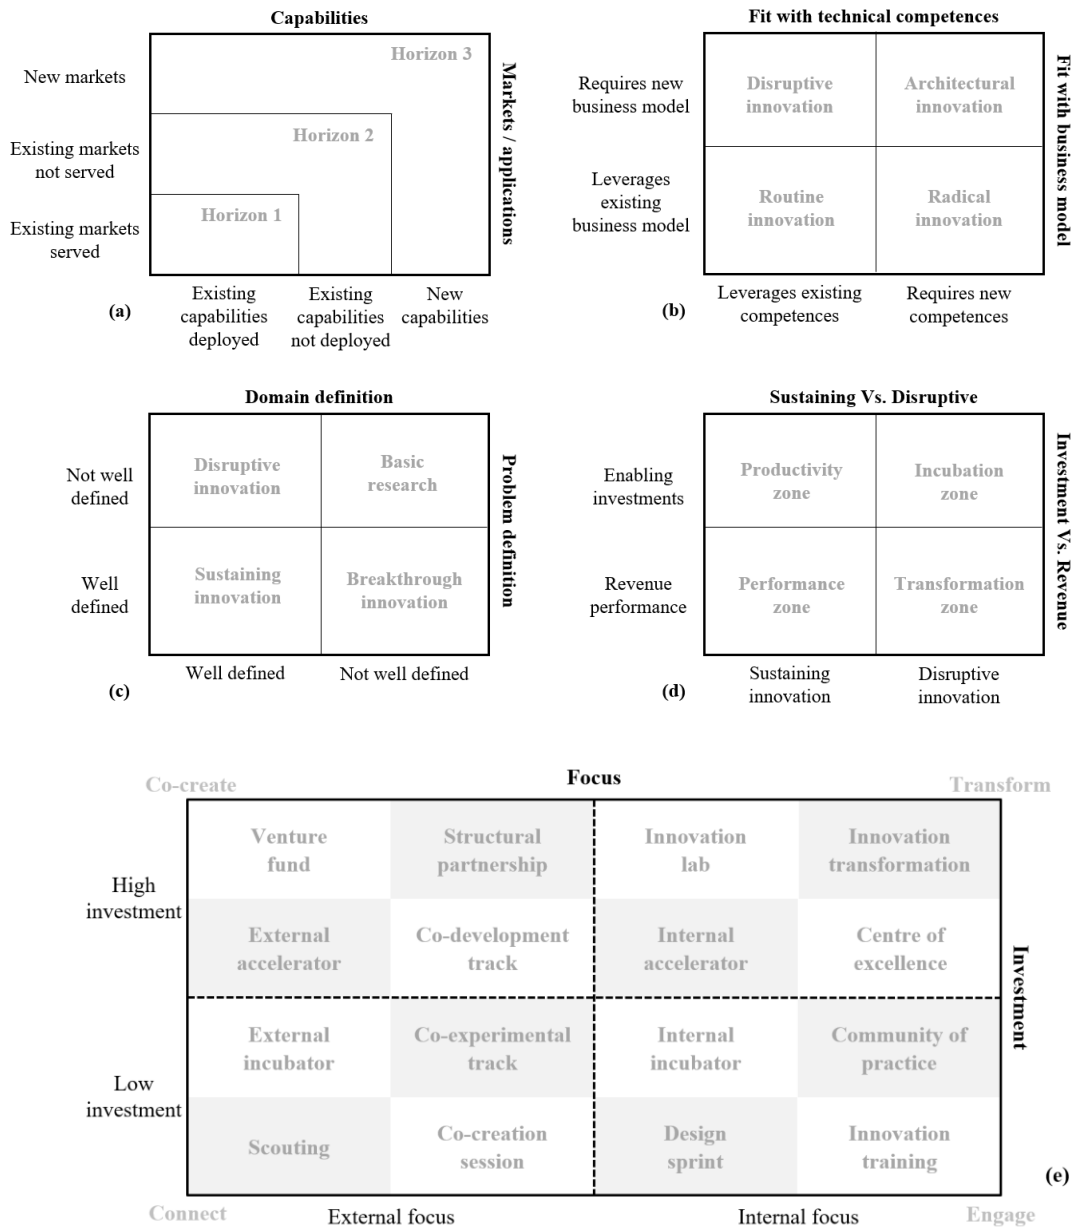 Capabilities
Horizon 3
New markets
Horizon 2
Existing markets
not served
Horizon 1
Existing markets
served
Markets / applications
Existing
capabilities
deployed
Existing
capabilities
not deployed
New
capabilities
(a)
Fit with technical competences
Requires new
business model
Disruptive
innovation
Architectural
innovation
Leverages
existing
business model
Routine
innovation
Radical
innovation
Fit with business model
Leverages existing
competences
Requires new
competences
(b)
Domain definition
Not well
defined
Disruptive
innovation
Basic
research
Well
defined
Sustaining
innovation
Breakthrough
innovation
Problem definition
Well defined
Not well defined
(c)
Sustaining Vs. Disruptive
Enabling
investments
Productivity
zone
Incubation
zone
Revenue
performance
Performance
zone
Transformation
zone
Investment Vs. Revenue
Sustaining
innovation
Disruptive
innovation
(d)
Focus
Co-create
Transform
High
investment
Venture
fund
Structural
partnership
Innovation
lab
Innovation
transformation
External
accelerator
Co-development
track
Internal
accelerator
Centre of
excellence
Investment
Low
investment
External
incubator
Co-experimental
track
Internal
incubator
Community of
practice
Scouting
Co-creation
session
Design
sprint
Innovation
training
(e)
Connect
External focus
Internal focus
Engage